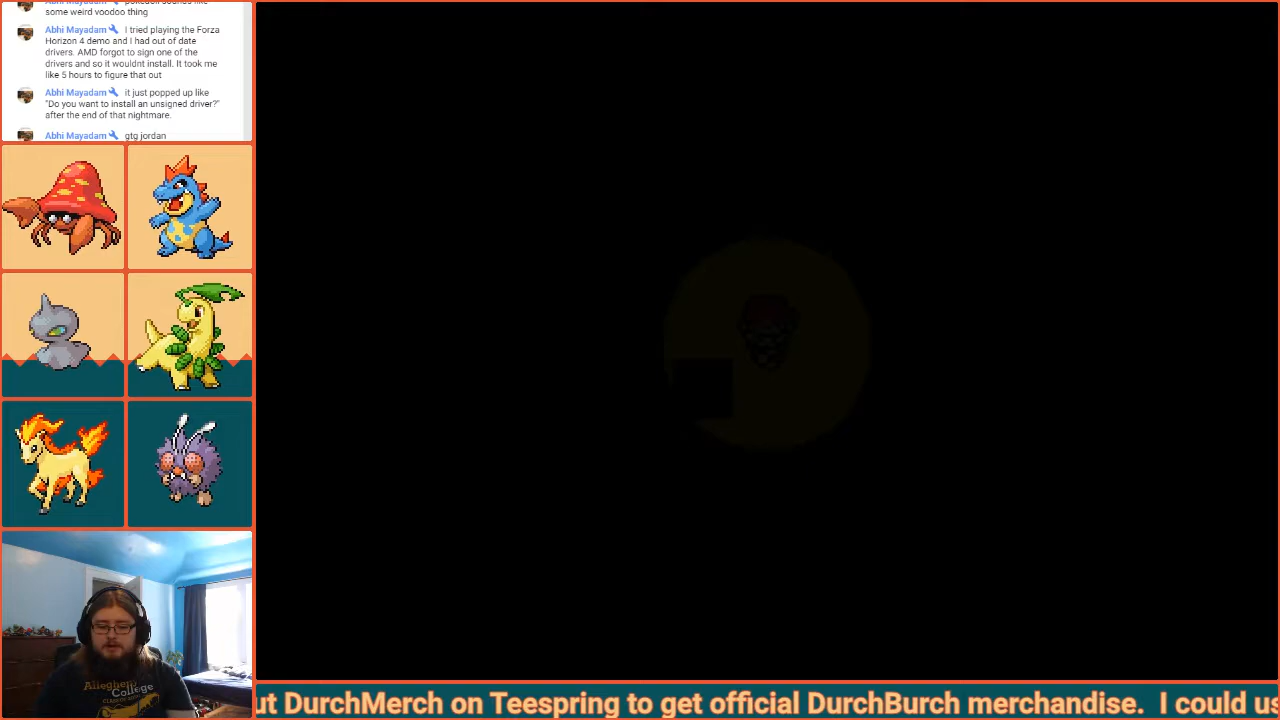 some weird voodoo thing
Abhi Mayadam I tried playing the Forza
Horizon 4 demo and I had out of date
drivers. AMD forgot to sign one of the
drivers and so it wouldnt install. It took me
like 5 hours to figure that out
Abhi Mayadam it just popped up like
"Do you want to install an unsigned driver?"
after the end of that nightmare.
Abhi Mayadam gtg jordan
Allegheny
College
ut DurchMerch on Teespring to get official DurchBurch merchandise. I could us